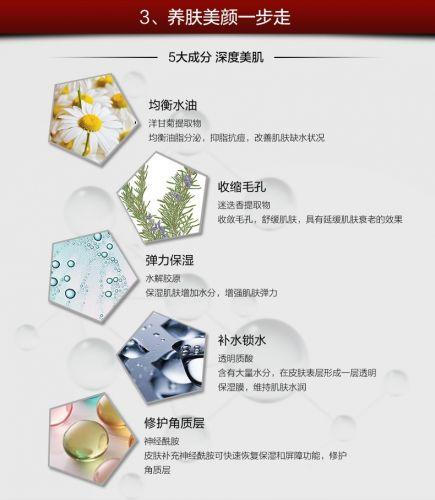 3、养肤美颜一步走
5大成分 深度美肌
均衡水油
洋甘菊提取物
均衡油脂分泌，抑脂抗痘，改善肌肤缺水状况
收缩毛孔
迷迭香提取物
收敛毛孔，舒缓肌肤，具有延缓肌肤衰老的效果
弹力保湿
水解胶原
保湿肌肤增加水分，增强肌肤弹力
补水锁水
透明质酸
含有大量水分，在皮肤表层形成一层透明
保湿膜，维持肌肤水润
修护角质层
神经酰胺
皮肤补充神经酰胺可快速恢复保湿和屏障功能，修护
角质层